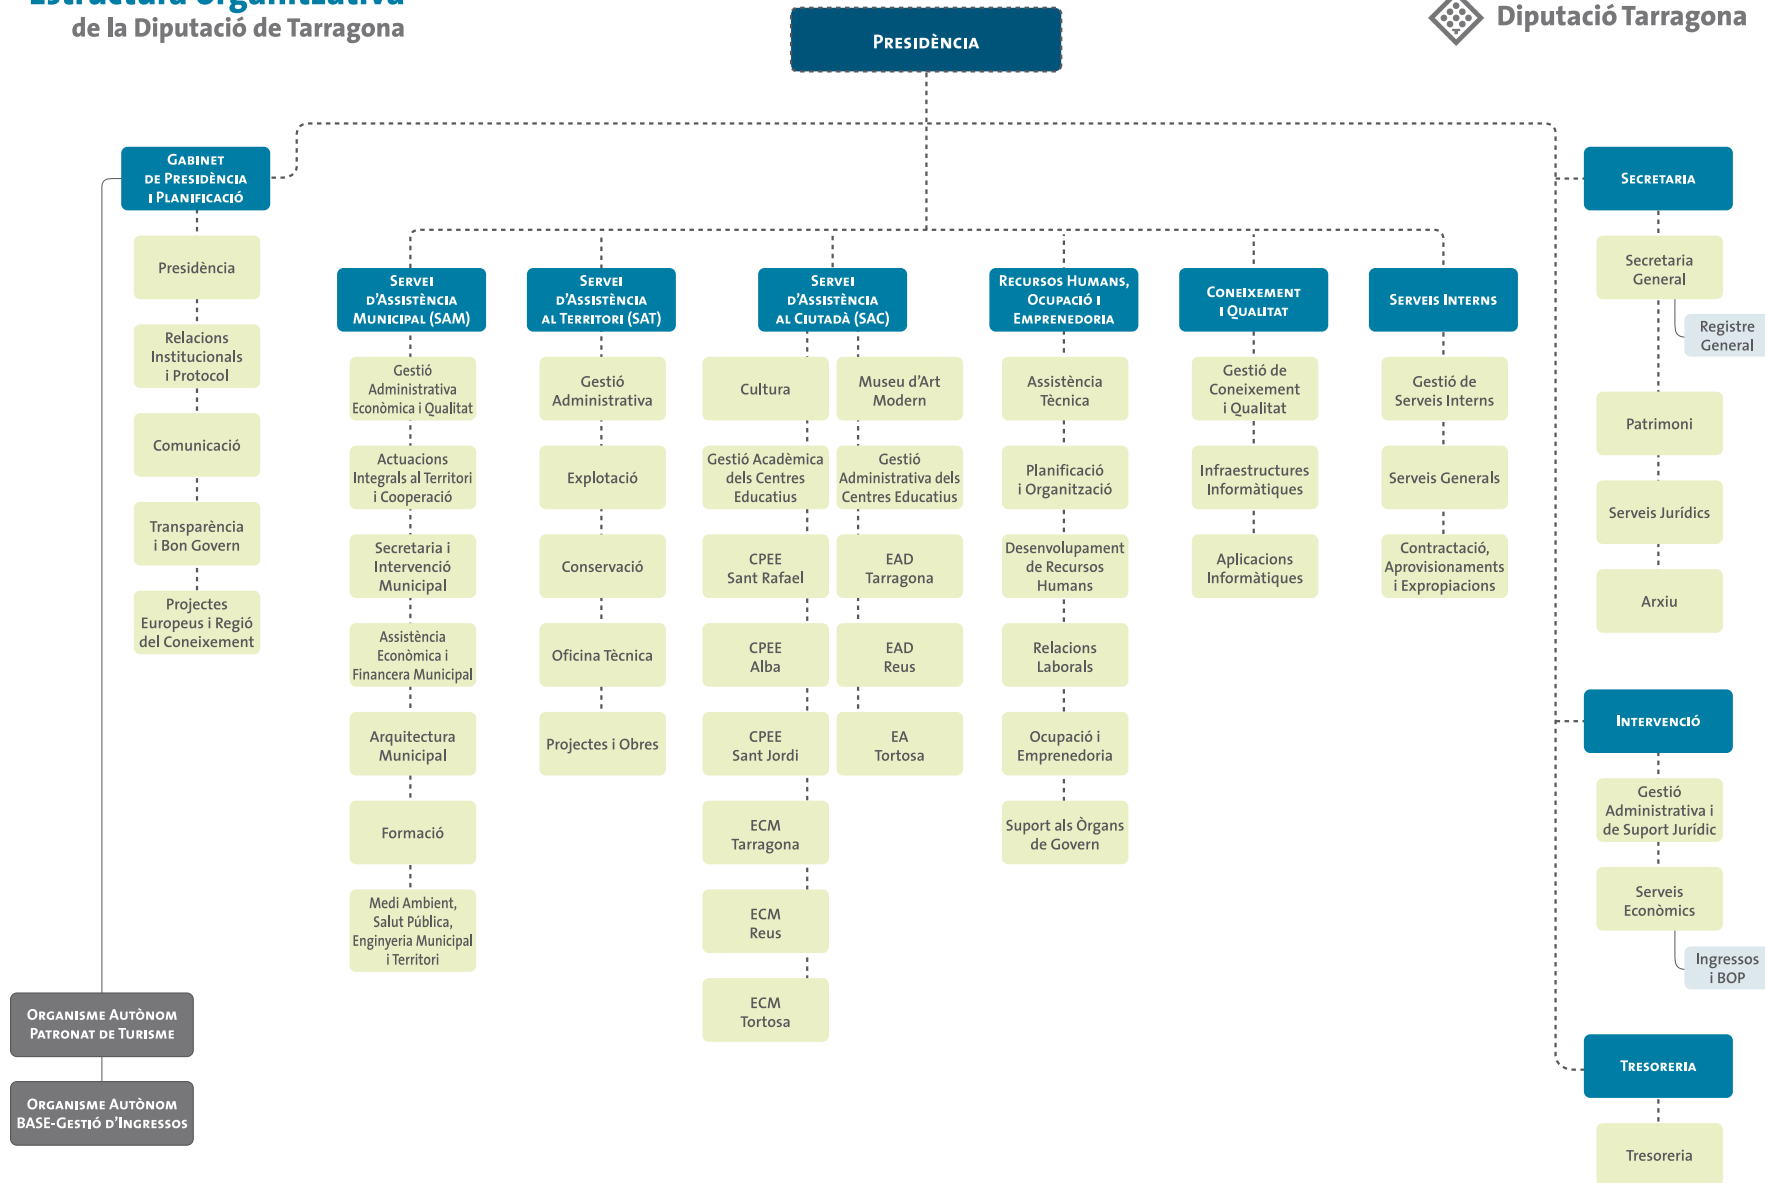 Estructura organitzativa
de la Diputació de Tarragona
Diputació Tarragona
Presidència
Gabinet
de Presidència
i Planificació
Presidència
Relacions
Institucionals
i Protocol
Comunicació
Transparència
i Bon Govern
Projectes
Europeus i Regió
del Coneixement
Organisme Autònom
Patronat de Turisme
Organisme Autònom
BASE-Gestió d'Ingressos
Servei
d'Assistència
Municipal (SAM)
Gestió
Administrativa
Econòmica i Qualitat
Actuacions
Integrals al Territori
i Cooperació
Secretaria i
Intervenció
Municipal
Assistència
Econòmica i
Financera Municipal
Arquitectura
Municipal
Formació
Medi Ambient,
Salut Pública,
Enginyeria Municipal
i Territori
Servei
d'Assistència
al Territori (SAT)
Gestió
Administrativa
Explotació
Conservació
Oficina Tècnica
Projectes i Obres
Servei
d'Assistència
al Ciutadà (SAC)
Cultura
Gestió Acadèmica
dels Centres
Educatius
CPEE
Sant Rafael
CPEE
Alba
CPEE
Sant Jordi
ECM
Tarragona
ECM
Reus
ECM
Tortosa
Museu d'Art
Modern
Gestió
Administrativa dels
Centres Educatius
EAD
Tarragona
EAD
Reus
EA
Tortosa
Recursos Humans,
Ocupació i
Emprenedoria
Assistència
Tècnica
Planificació
i Organització
Desenvolupament
de Recursos
Humans
Relacions
Laborals
Ocupació i
Emprenedoria
Suport als Òrgans
de Govern
Coneixement
i Qualitat
Gestió de
Coneixement
i Qualitat
Infraestructures
Informàtiques
Aplicacions
Informàtiques
Serveis Interns
Gestió de
Serveis Interns
Serveis Generals
Contractació,
Aprovisionaments
i Expropiacions
Secretaria
Secretaria
General
Registre
General
Patrimoni
Serveis Jurídics
Arxiu
Intervenció
Gestió
Administrativa i
de Suport Jurídic
Serveis
Econòmics
Ingressos
i BOP
Tresoreria
Tresoreria